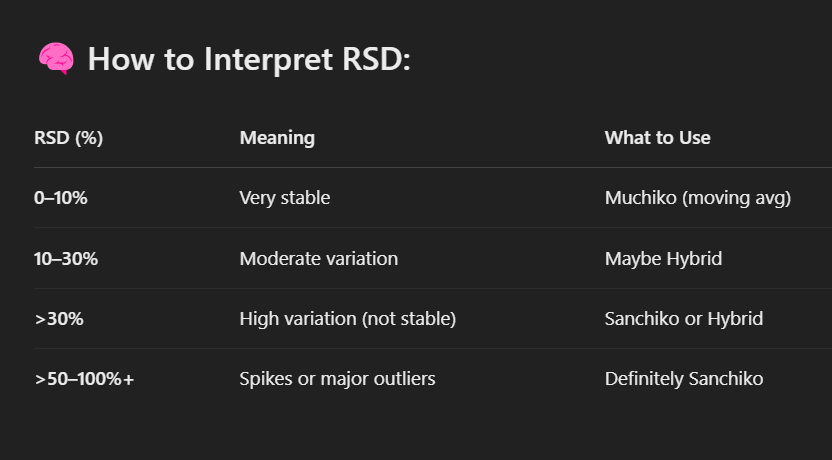 🧠 How to Interpret RSD:
RSD (%) Meaning What to Use
0–10% Very stable Muchiko (moving avg)
10–30% Moderate variation Maybe Hybrid
>30% High variation (not stable) Sanchiko or Hybrid
>50–100%+ Spikes or major outliers Definitely Sanchiko